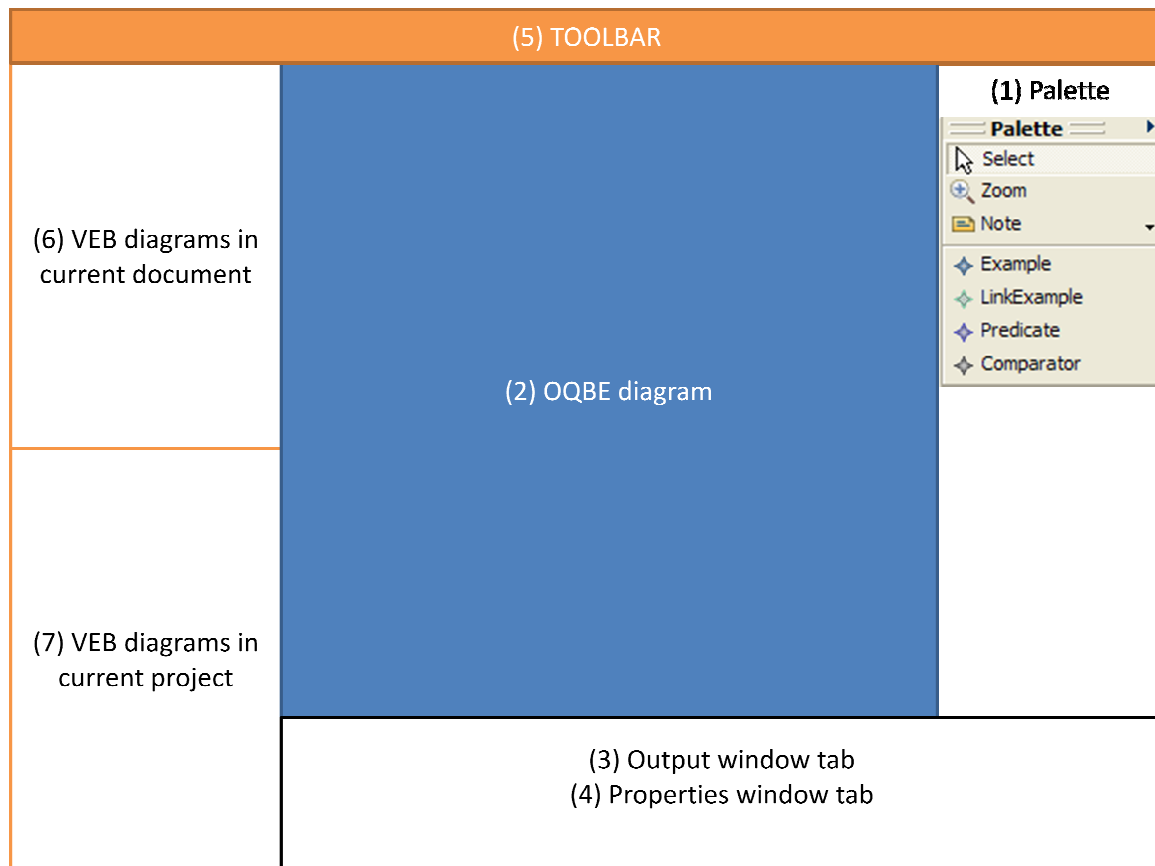 (5) TOOLBAR
(6) VEB diagrams in
current document
(7) VEB diagrams in
current project
(2) OQBE diagram
(1) Palette
Palette
Select
Zoom
Note
Example
LinkExample
Predicate
Comparator
(3) Output window tab
(4) Properties window tab